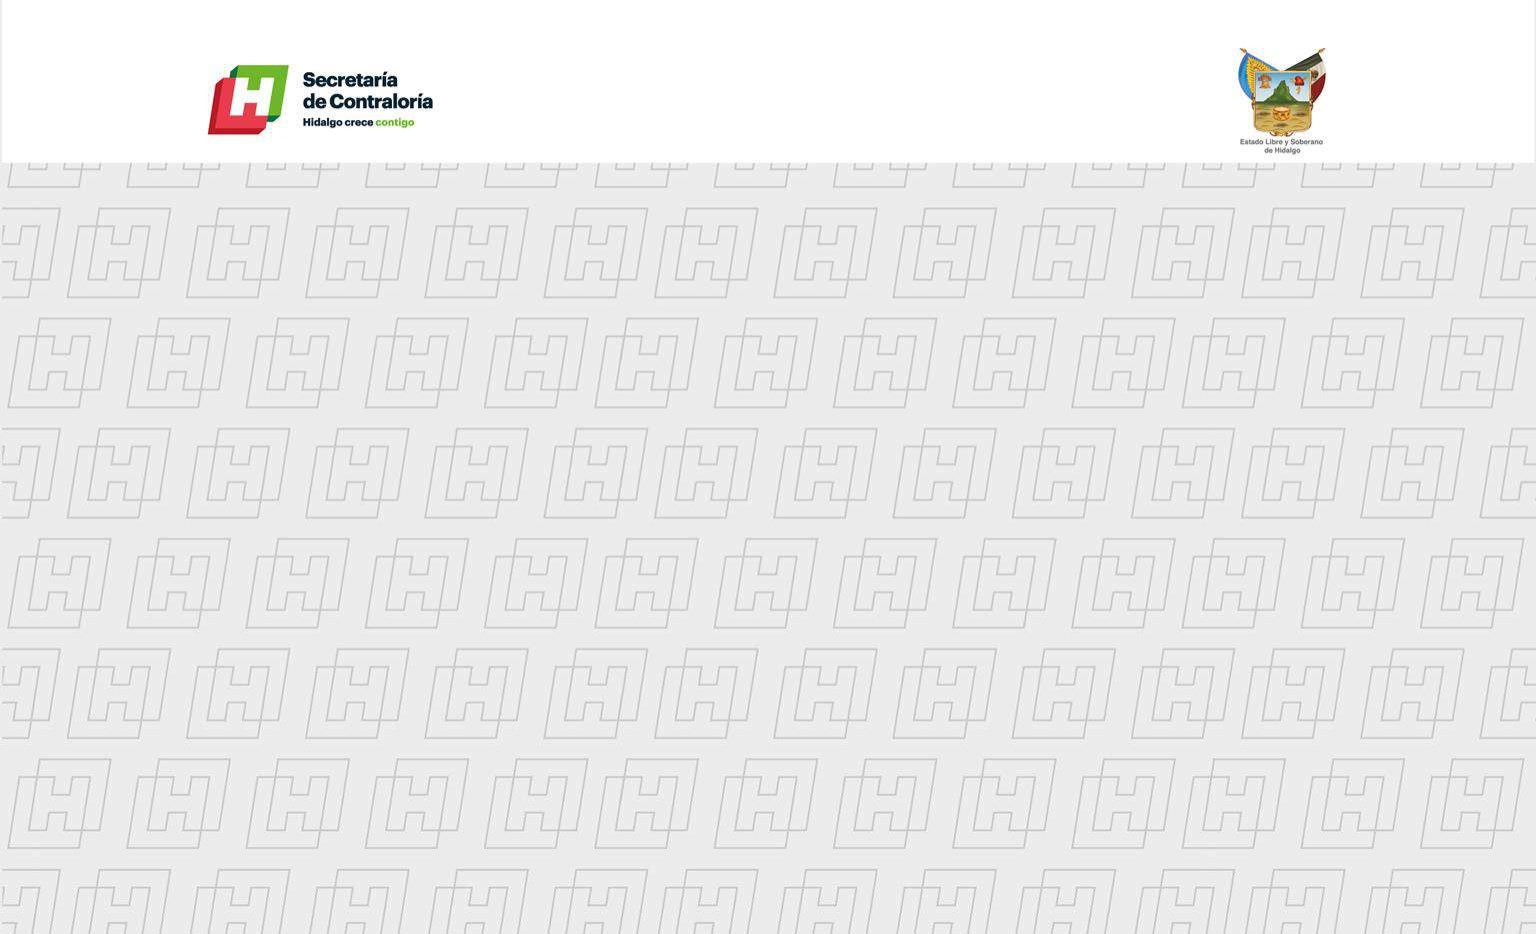 H
Secretaría
de Contraloría
Hidalgo crece contigo
Estado Libre y Soberano
de Hidalgo